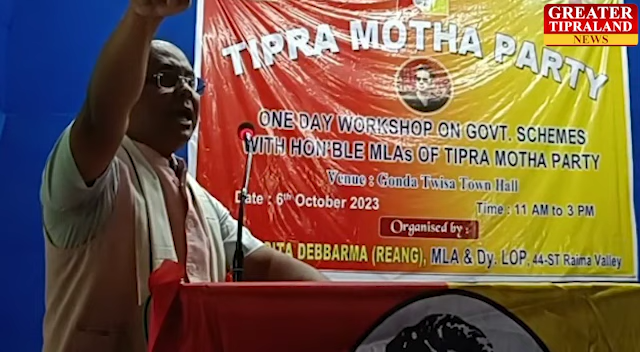 GREATER
TIPRALAND
NEWS
TIPRA MOTHA PARTY
ONE DAY WORKSHOP ON GOVT. SCHEMES
WITH HON'BLE MLAs OF TIPRA MOTHA PARTY
Venue : Gonda Twisa Town Hall
Date : 6th October 2023 Time : 11 AM to 3 PM
Organised by :
DEBBARMA (REANG), MLA & Dy. LOP, 44-ST Raima Valley